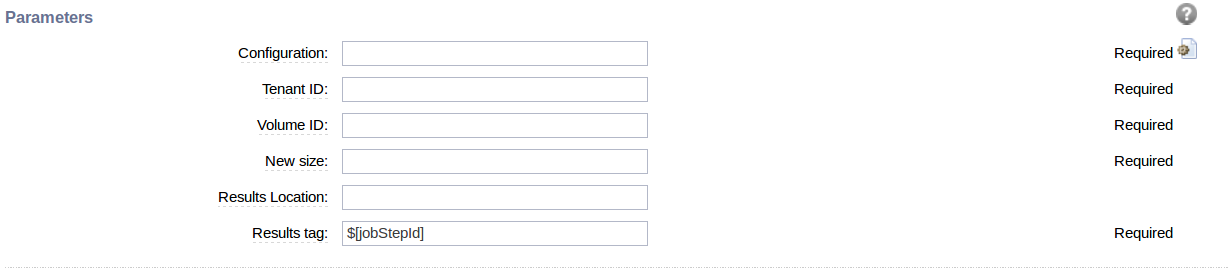 Parameters
?
Configuration: Required
Tenant ID: Required
Volume ID: Required
New size: Required
Results Location:
Results tag: $[jobStepId] Required